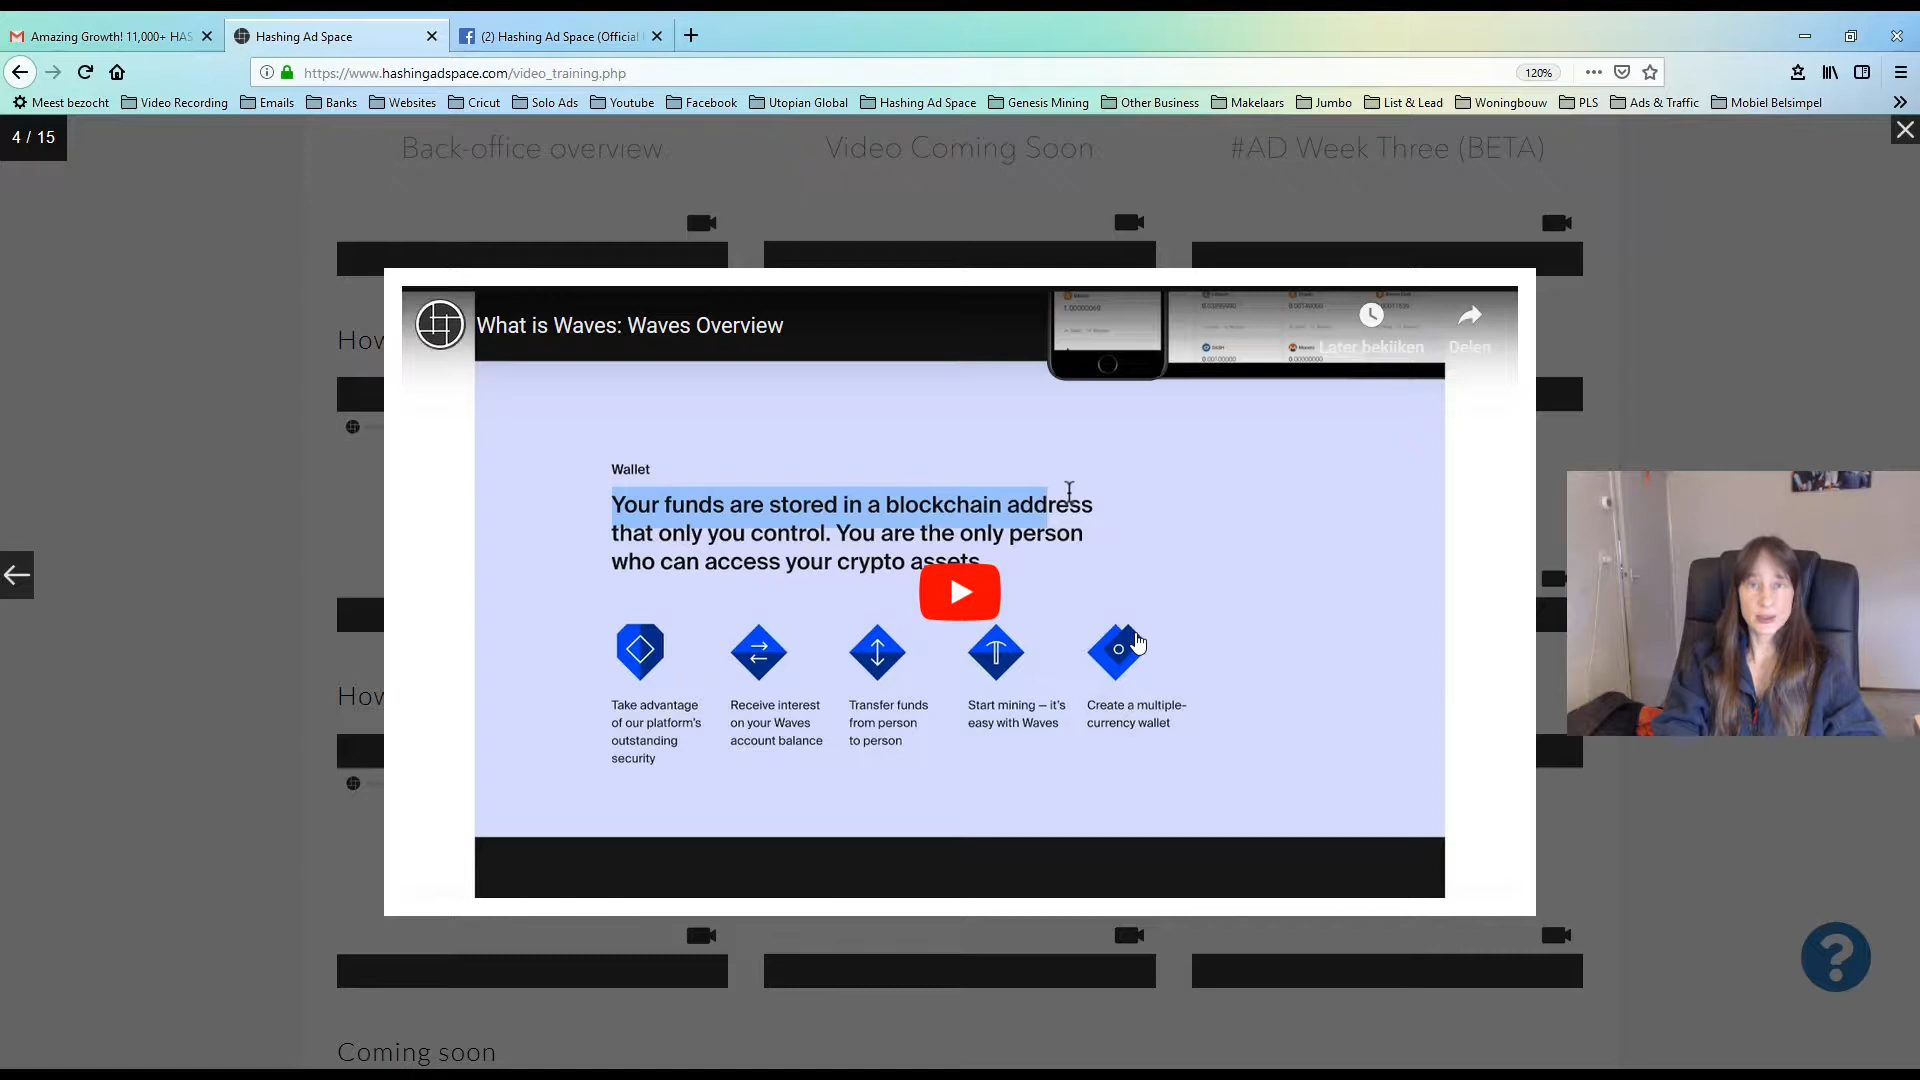 Amazing Growth! 11,000+ HAS
Hashing Ad Space
(2) Hashing Ad Space (Official
https://www.hashingadspace.com/video_training.php
120%
Meest bezocht Video Recording Emails Banks Websites Cricut Solo Ads Youtube Facebook Utopian Global Hashing Ad Space Genesis Mining Other Business Makelaars Jumbo List & Lead Woningbouw PLS Ads & Traffic Mobiel Belsimpel
4 / 15
Back-office overview
Video Coming Soon
#AD Week Three (BETA)
How
What is Waves: Waves Overview
Later bekijken
Delen
Wallet
Your funds are stored in a blockchain address
that only you control. You are the only person
who can access your crypto assets.
Take advantage
of our platform's
outstanding
security
Receive interest
on your Waves
account balance
Transfer funds
from person
to person
Start mining – it's
easy with Waves
Create a multiple-
currency wallet
How
Coming soon